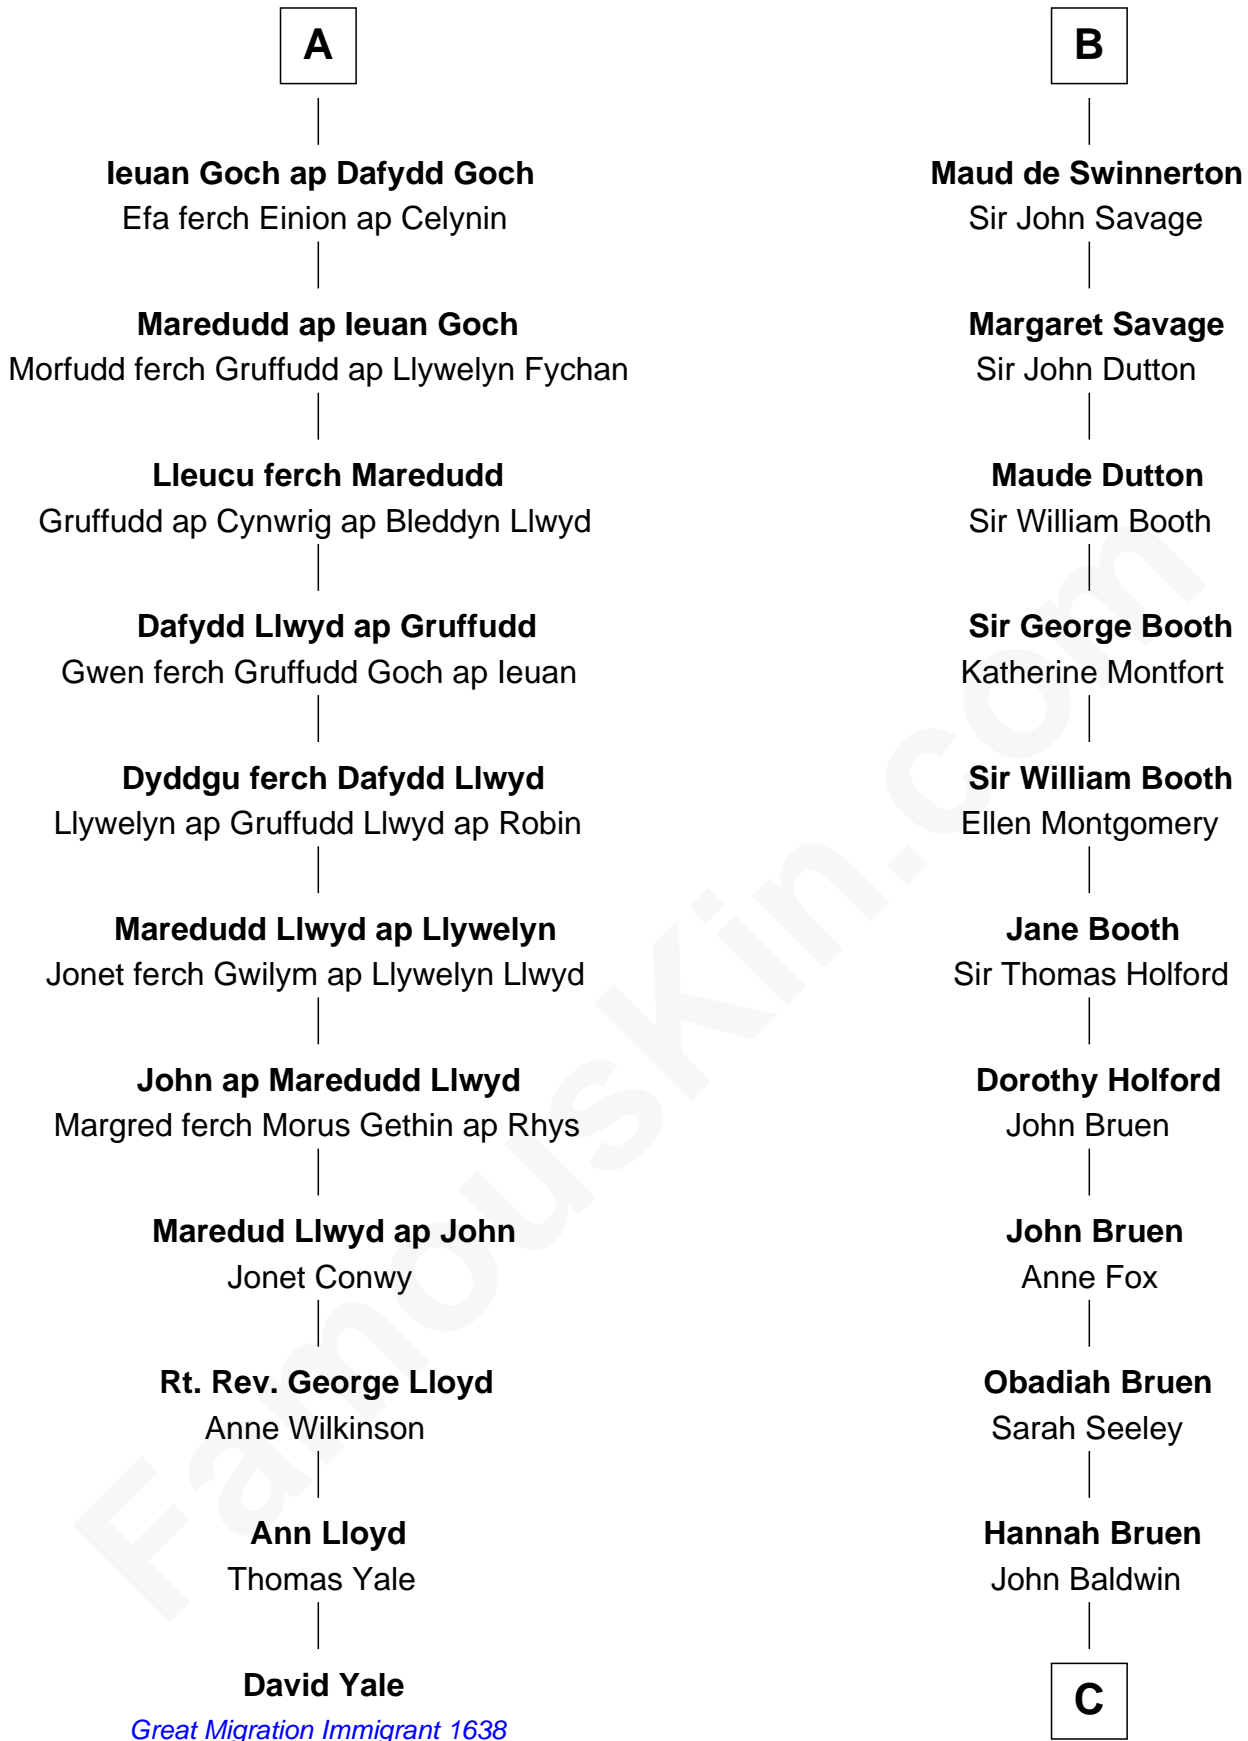 A
Ieuan Goch ap Dafydd Goch
Efa ferch Einion ap Celynin
Maredudd ap Ieuan Goch
Morfudd ferch Gruffudd ap Llywelyn Fychan
Lleucu ferch Maredudd
Gruffudd ap Cynwrig ap Bleddyn Llwyd
Dafydd Llwyd ap Gruffudd
Gwen ferch Gruffudd Goch ap Ieuan
Dyddgu ferch Dafydd Llwyd
Llywelyn ap Gruffudd Llwyd ap Robin
Maredudd Llwyd ap Llywelyn
Jonet ferch Gwilym ap Llywelyn Llwyd
John ap Maredudd Llwyd
Margred ferch Morus Gethin ap Rhys
Maredud Llwyd ap John
Jonet Conwy
Rt. Rev. George Lloyd
Anne Wilkinson
Ann Lloyd
Thomas Yale
David Yale
Great Migration Immigrant 1638
B
Maud de Swinnerton
Sir John Savage
Margaret Savage
Sir John Dutton
Maude Dutton
Sir William Booth
Sir George Booth
Katherine Montfort
Sir William Booth
Ellen Montgomery
Jane Booth
Sir Thomas Holford
Dorothy Holford
John Bruen
John Bruen
Anne Fox
Obadiah Bruen
Sarah Seeley
Hannah Bruen
John Baldwin
C
FamousKin.com